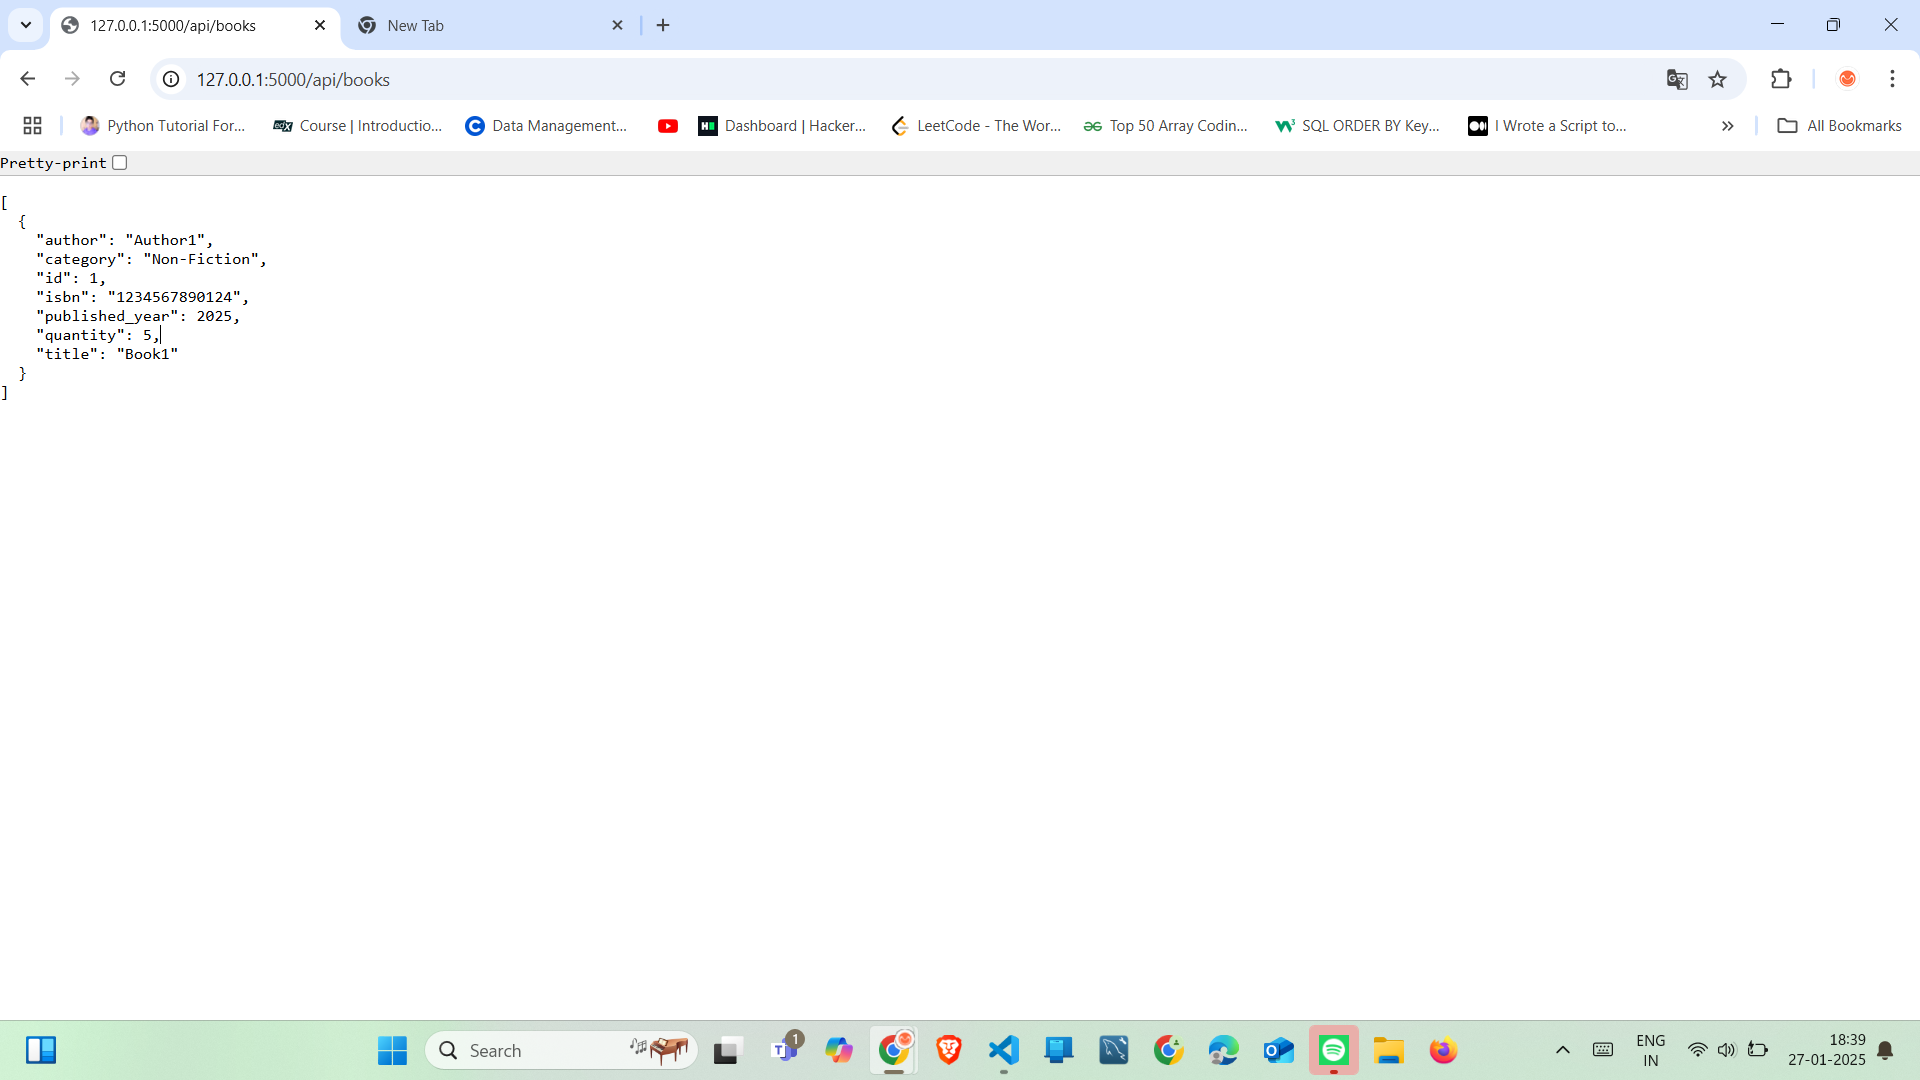 127.0.0.1:5000/api/books
New Tab
127.0.0.1:5000/api/books
Python Tutorial For...
edX
Course | Introductio...
Data Management...
Dashboard | Hacker...
LeetCode - The Wor...
Top 50 Array Codin...
SQL ORDER BY Key...
I Wrote a Script to...
All Bookmarks
Pretty-print
[
  {
    "author": "Author1",
    "category": "Non-Fiction",
    "id": 1,
    "isbn": "1234567890124",
    "published_year": 2025,
    "quantity": 5,
    "title": "Book1"
  }
]
Search
1
ENG
IN
18:39
27-01-2025